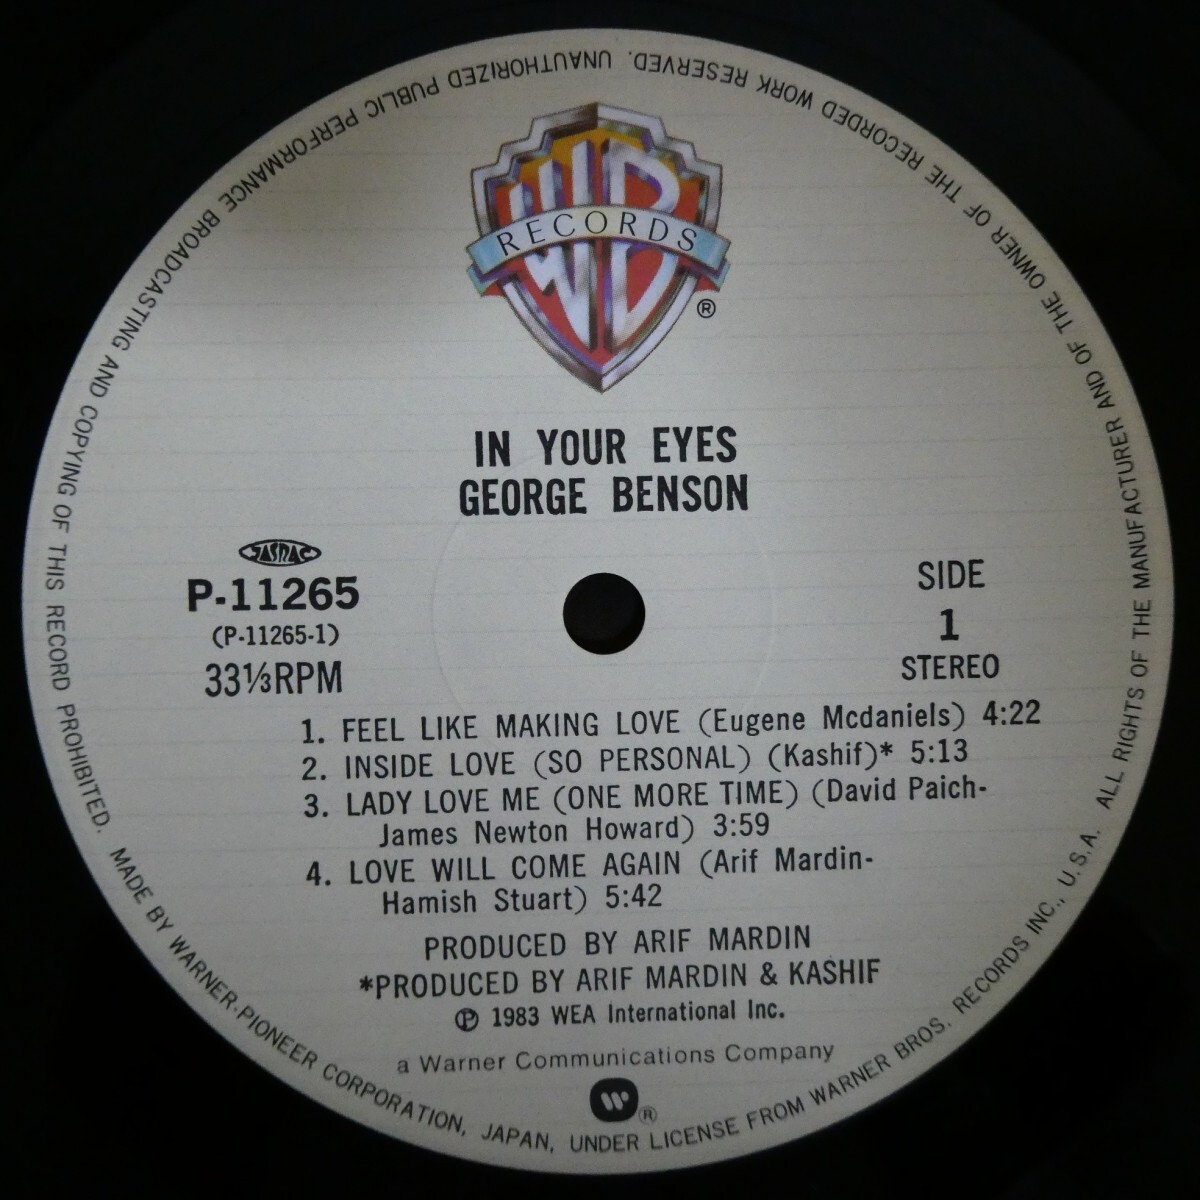 WB
RECORDS
®
IN YOUR EYES
GEORGE BENSON
JASRAC
P-11265
(P-11265-1)
33⅓RPM
SIDE
1
STEREO
1. FEEL LIKE MAKING LOVE (Eugene Mcdaniels) 4:22
2. INSIDE LOVE (SO PERSONAL) (Kashif)* 5:13
3. LADY LOVE ME (ONE MORE TIME) (David Paich-
James Newton Howard) 3:59
4. LOVE WILL COME AGAIN (Arif Mardin-
Hamish Stuart) 5:42
PRODUCED BY ARIF MARDIN
*PRODUCED BY ARIF MARDIN & KASHIF
℗ 1983 WEA International Inc.
a Warner Communications Company
®
MADE BY WARNER-PIONEER CORPORATION, JAPAN, UNDER LICENSE FROM WARNER BROS. RECORDS INC., U.S.A. ALL RIGHTS OF THE MANUFACTURER AND OF THE OWNER OF THE RECORDED WORK RESERVED. UNAUTHORIZED PUBLIC PERFORMANCE BROADCASTING AND COPYING OF THIS RECORD PROHIBITED.